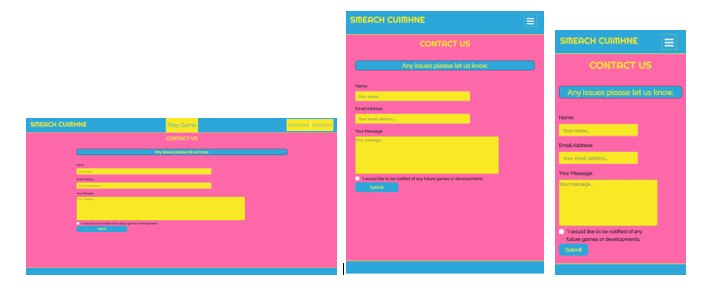 SMEACH CUIMHNE
Play Game
Contact Us
CONTACT US
Any issues please let us know.
Name:
Your name...
Email Address:
Your email address...
Your Message:
Your message...
"I would like to be notified of any future games or developments.
Submit
SMEACH CUIMHNE
CONTACT US
Any issues please let us know.
Name:
Your name...
Email Address:
Your email address...
Your Message:
Your message...
"I would like to be notified of any future games or developments.
Submit
SMEACH CUIMHNE
CONTACT US
Any issues please let us know.
Name:
Your name...
Email Address:
Your email address...
Your Message:
Your message...
"I would like to be notified of any
future games or developments.
Submit